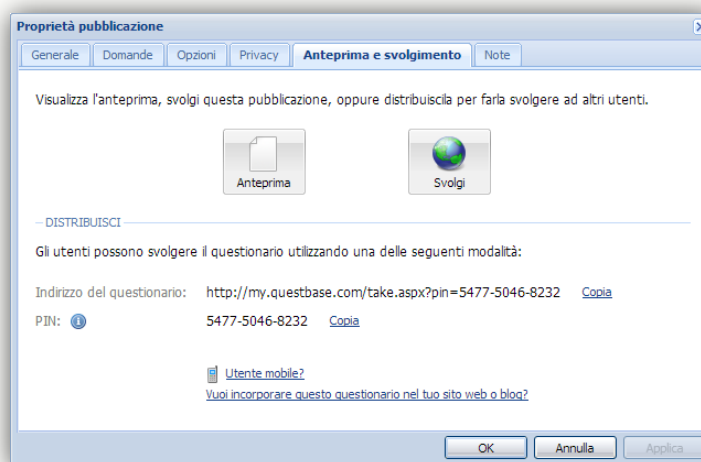 Proprietà pubblicazione
Generale Domande Opzioni Privacy Anteprima e svolgimento Note
Visualizza l'anteprima, svolgi questa pubblicazione, oppure distribuiscila per farla svolgere ad altri utenti.
Anteprima Svolgi
DISTRIBUISCI
Gli utenti possono svolgere il questionario utilizzando una delle seguenti modalità:
Indirizzo del questionario: http://my.questbase.com/take.aspx?pin=5477-5046-8232 Copia
PIN: 5477-5046-8232 Copia
Utente mobile?
Vuoi incorporare questo questionario nel tuo sito web o blog?
OK Annulla Applica